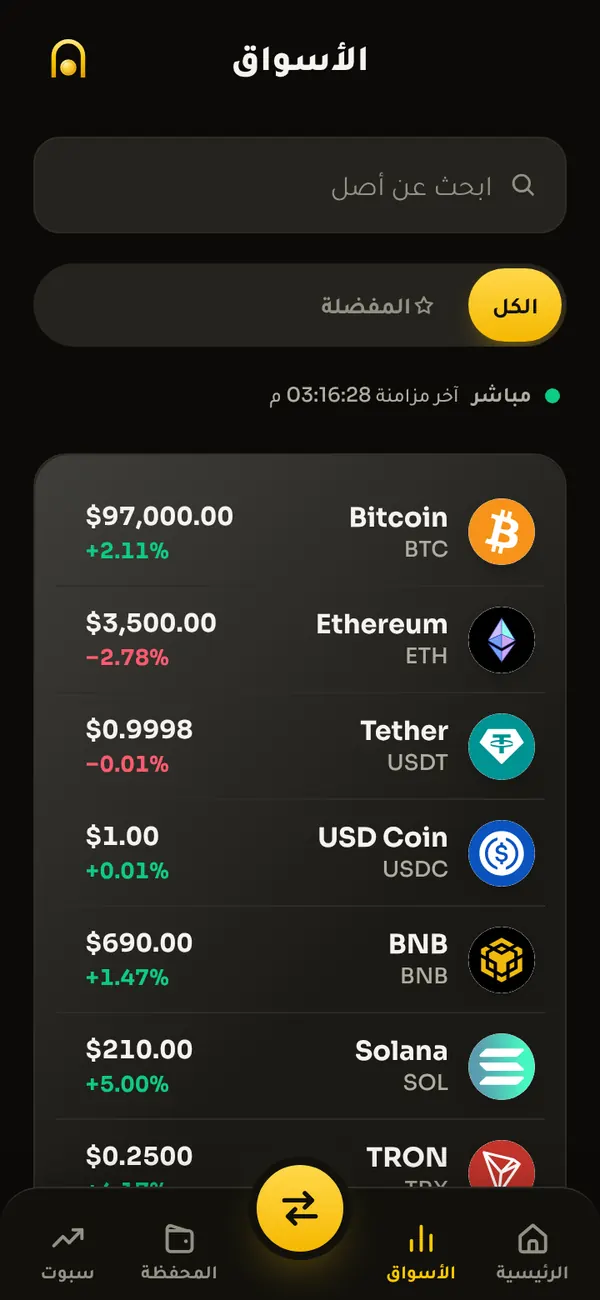 الأسواق
ابحث عن أصل
الكل
المفضلة
مباشر آخر مزامنة 03:16:28 م
Bitcoin $97,000.00
BTC +2.11%
Ethereum $3,500.00
ETH −2.78%
Tether $0.9998
USDT −0.01%
USD Coin $1.00
USDC +0.01%
BNB $690.00
BNB +1.47%
Solana $210.00
SOL +5.00%
TRON $0.2500
الرئيسية
الأسواق
المحفظة
سبوت